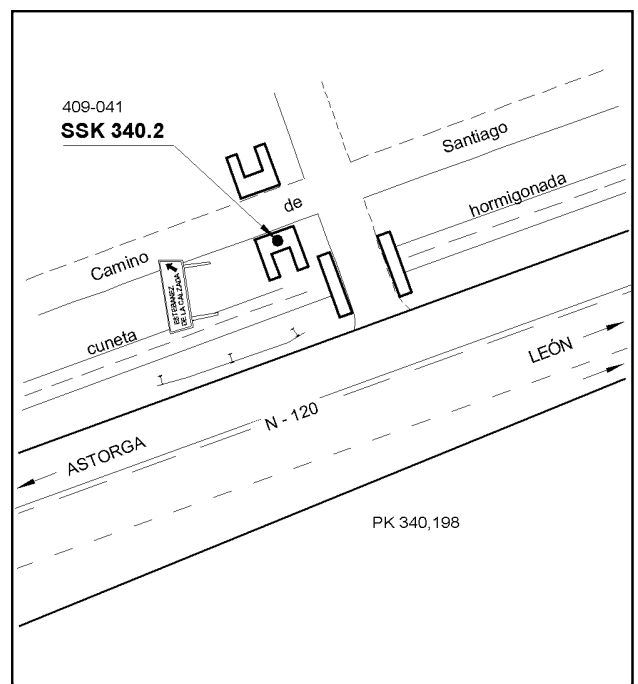 409-041
SSK 340.2
Camino de Santiago
cuneta hormigonada
ESTEBANEZ
DE LA CALZADA
ASTORGA
N - 120
LEÓN
PK 340,198